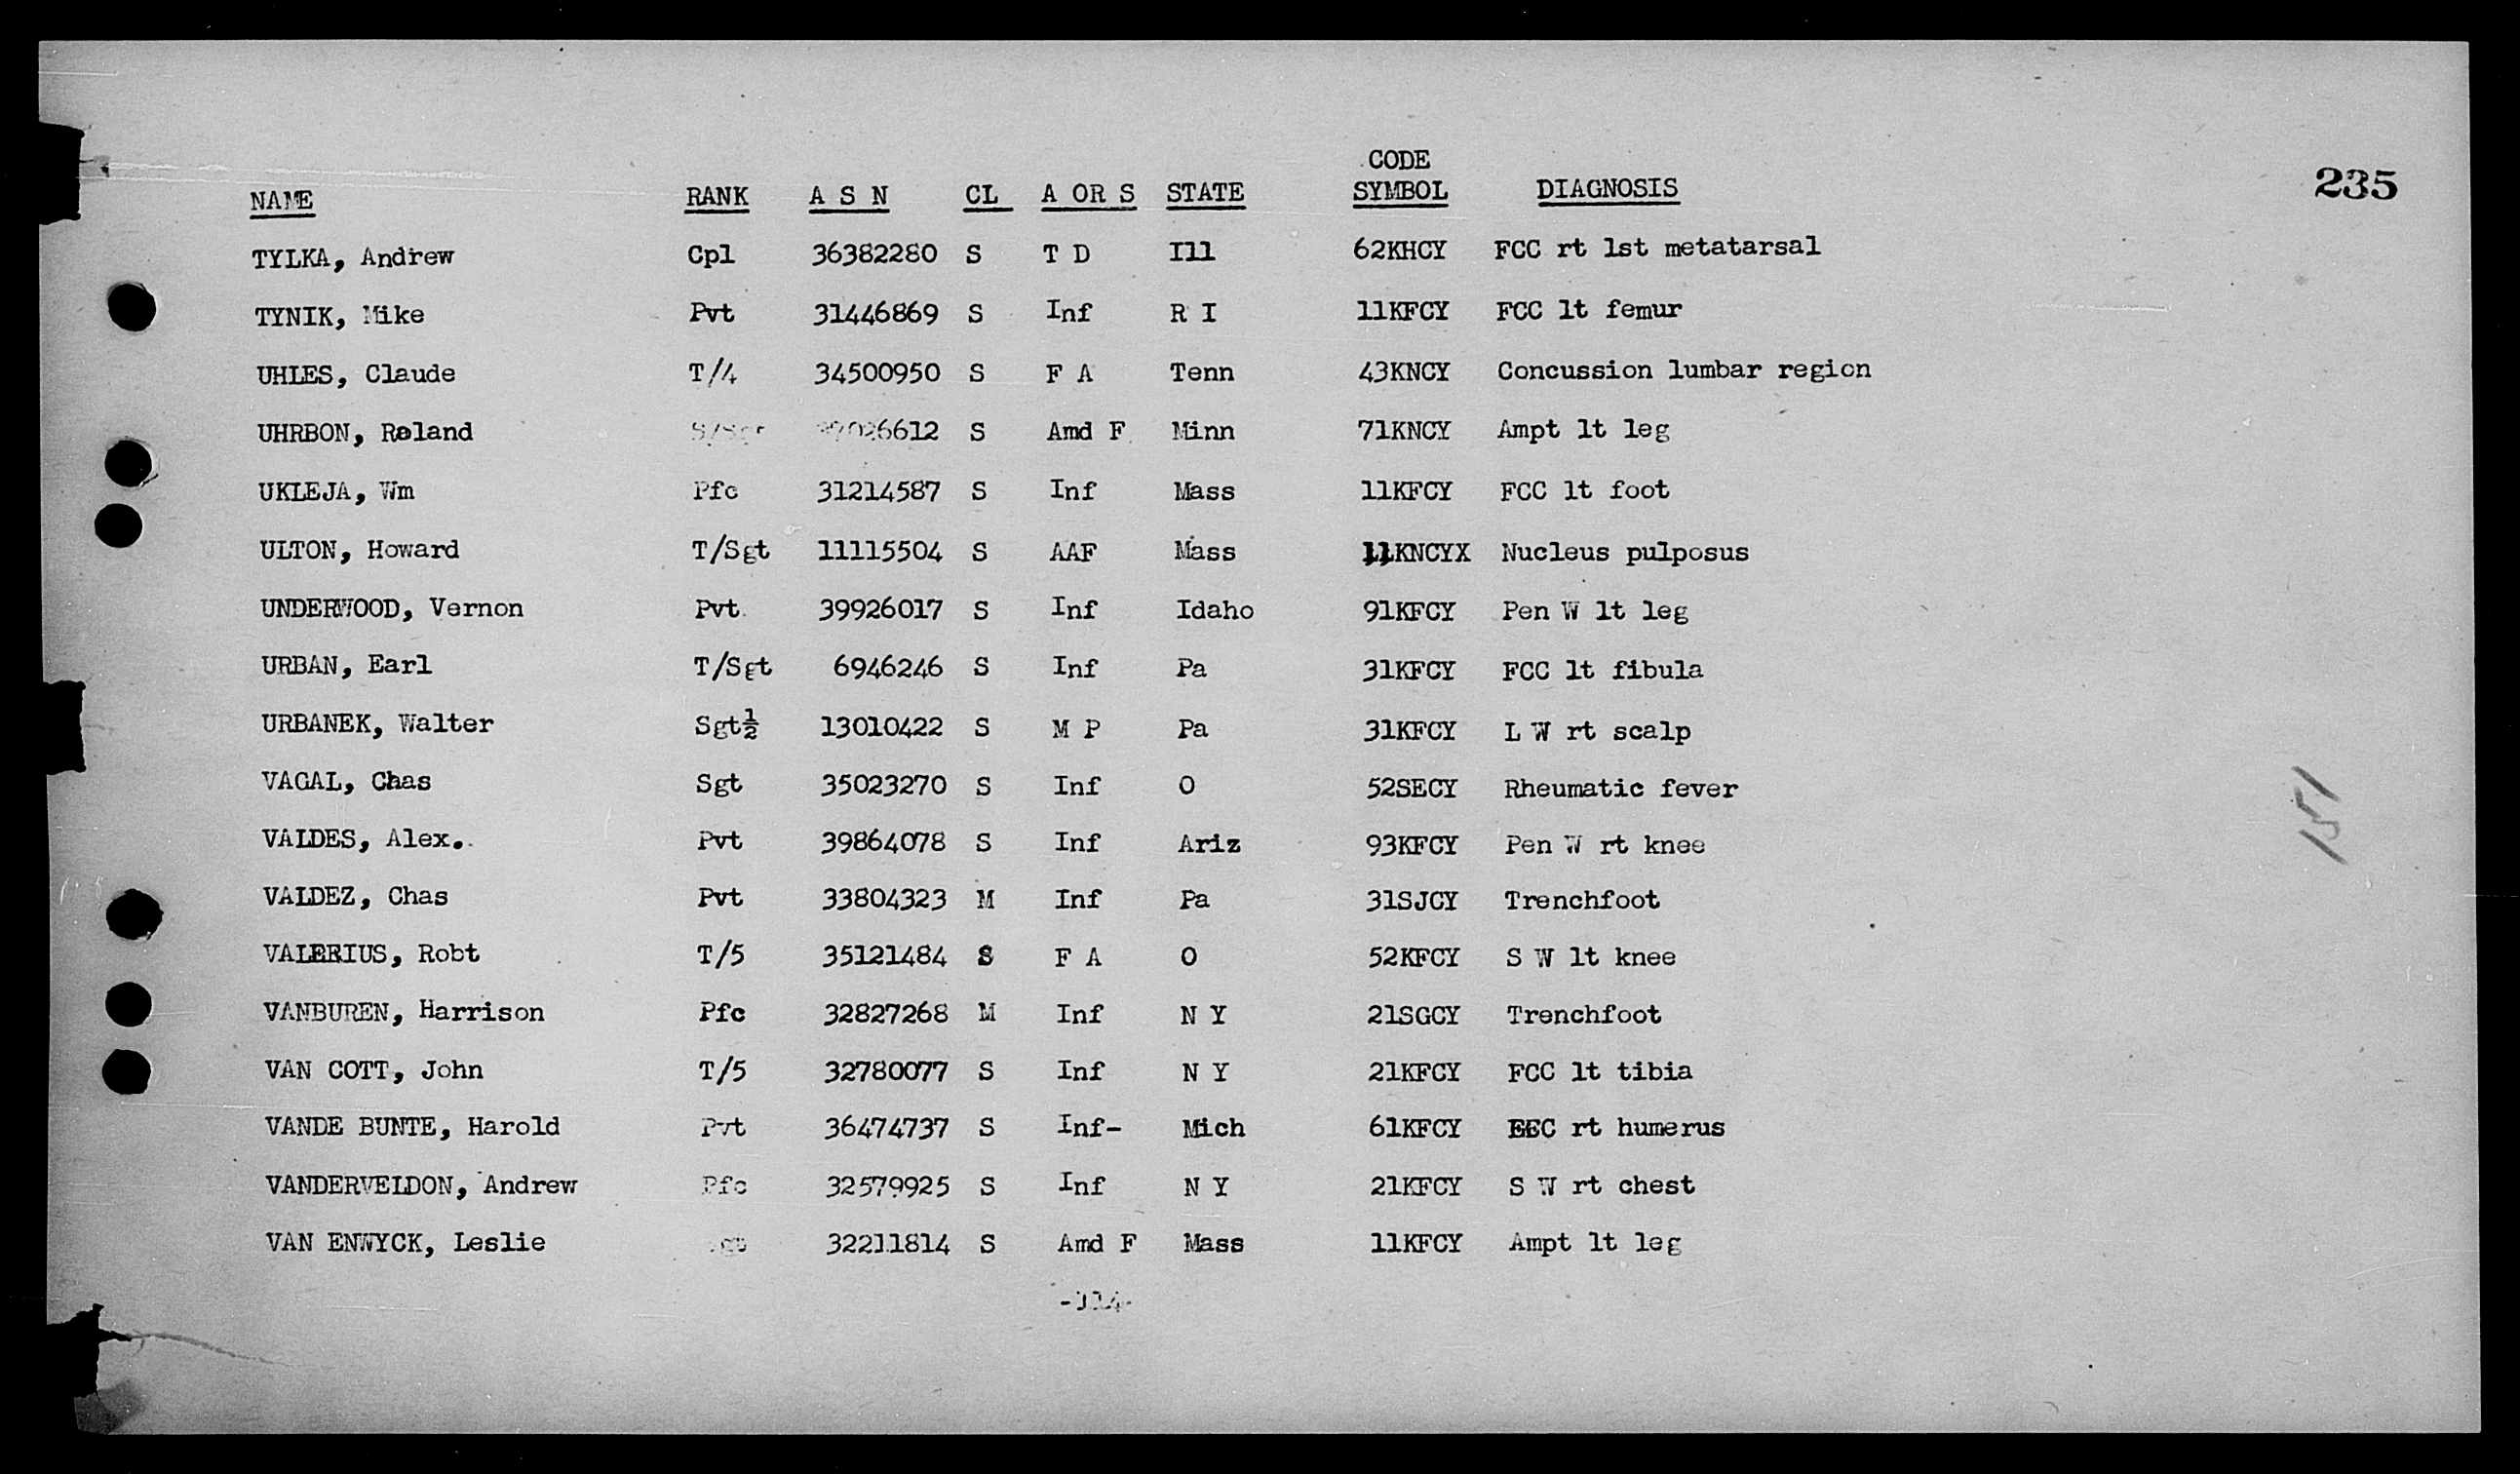 CODE
NAME RANK A S N CL A OR S STATE SYMBOL DIAGNOSIS 235
TYLKA, Andrew Cpl 36382280 S T D Ill 62KHCY FCC rt 1st metatarsal
TYNIK, Mike Pvt 31446869 S Inf R I 11KFCY FCC lt femur
UHLES, Claude T/4 34500950 S F A Tenn 43KNCY Concussion lumbar region
UHRBON, Roland S/Sgt S Amd F Minn 71KNCY Ampt lt leg
UKLEJA, Wm Pfc 31214587 S Inf Mass 11KFCY FCC lt foot
ULTON, Howard T/Sgt 11115504 S AAF Mass 11KNCYX Nucleus pulposus
UNDERWOOD, Vernon Pvt 39926017 S Inf Idaho 91KFCY Pen W lt leg
URBAN, Earl T/Sgt 6946246 S Inf Pa 31KFCY FCC lt fibula
URBANEK, Walter Sgt½ 13010422 S M P Pa 31KFCY L W rt scalp
VAGAL, Chas Sgt 35023270 S Inf O 52SECY Rheumatic fever
VALDES, Alex. Pvt 39864078 S Inf Ariz 93KFCY Pen W rt knee
VALDEZ, Chas Pvt 33804323 M Inf Pa 31SJCY Trenchfoot
VALERIUS, Robt T/5 35121484 S F A O 52KFCY S W lt knee
VANBUREN, Harrison Pfc 32827268 M Inf N Y 21SGCY Trenchfoot
VAN COTT, John T/5 32780077 S Inf N Y 21KFCY FCC lt tibia
VANDE BUNTE, Harold Pvt 36474737 S Inf- Mich 61KFCY rt humerus
VANDERVELDON, Andrew Pfc 32579925 S Inf N Y 21KFCY S W rt chest
VAN ENWYCK, Leslie 32211814 S Amd F Mass 11KFCY Ampt lt leg
-114-
151